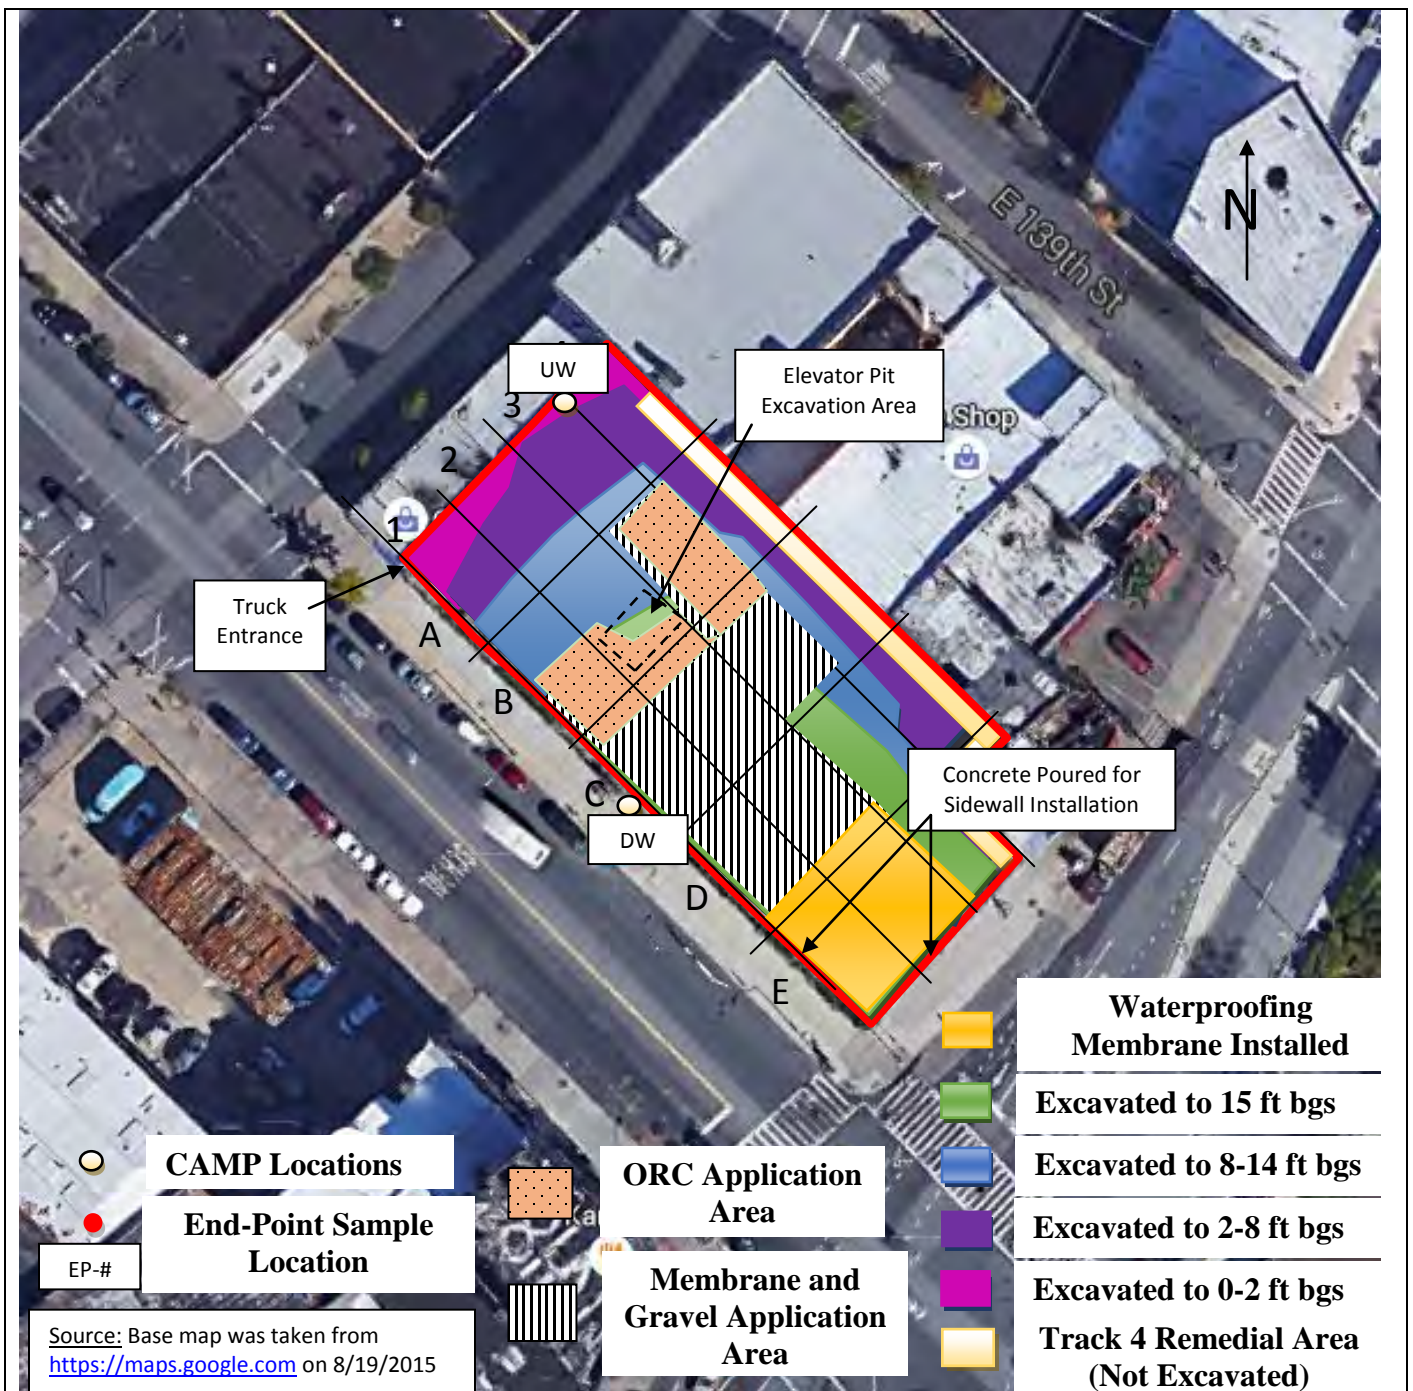 E 139th St
N
UW
Elevator Pit
Excavation Area
Shop
3
2
1
Truck
Entrance
A
B
C
DW
D
E
Concrete Poured for
Sidewall Installation
Waterproofing
Membrane Installed
Excavated to 15 ft bgs
Excavated to 8-14 ft bgs
Excavated to 2-8 ft bgs
Excavated to 0-2 ft bgs
Track 4 Remedial Area
(Not Excavated)
CAMP Locations
End-Point Sample
Location
EP-#
ORC Application
Area
Membrane and
Gravel Application
Area
Source: Base map was taken from
https://maps.google.com on 8/19/2015